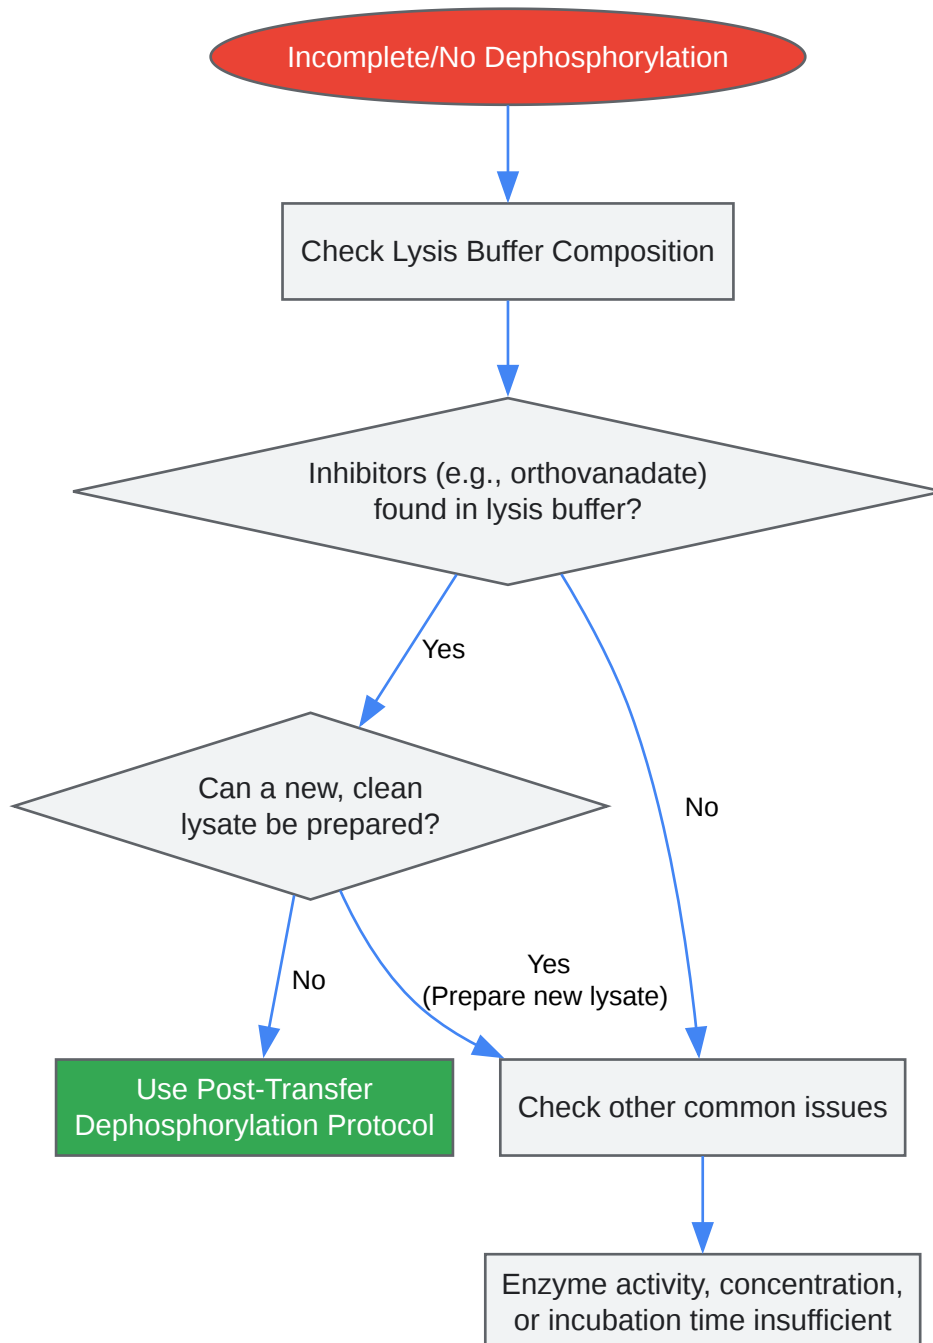 Incomplete/No Dephosphorylation
Check Lysis Buffer Composition
Inhibitors (e.g., orthovanadate)
found in lysis buffer?
Yes
No
Can a new, clean
lysate be prepared?
No
Yes
(Prepare new lysate)
Use Post-Transfer
Dephosphorylation Protocol
Check other common issues
Enzyme activity, concentration,
or incubation time insufficient